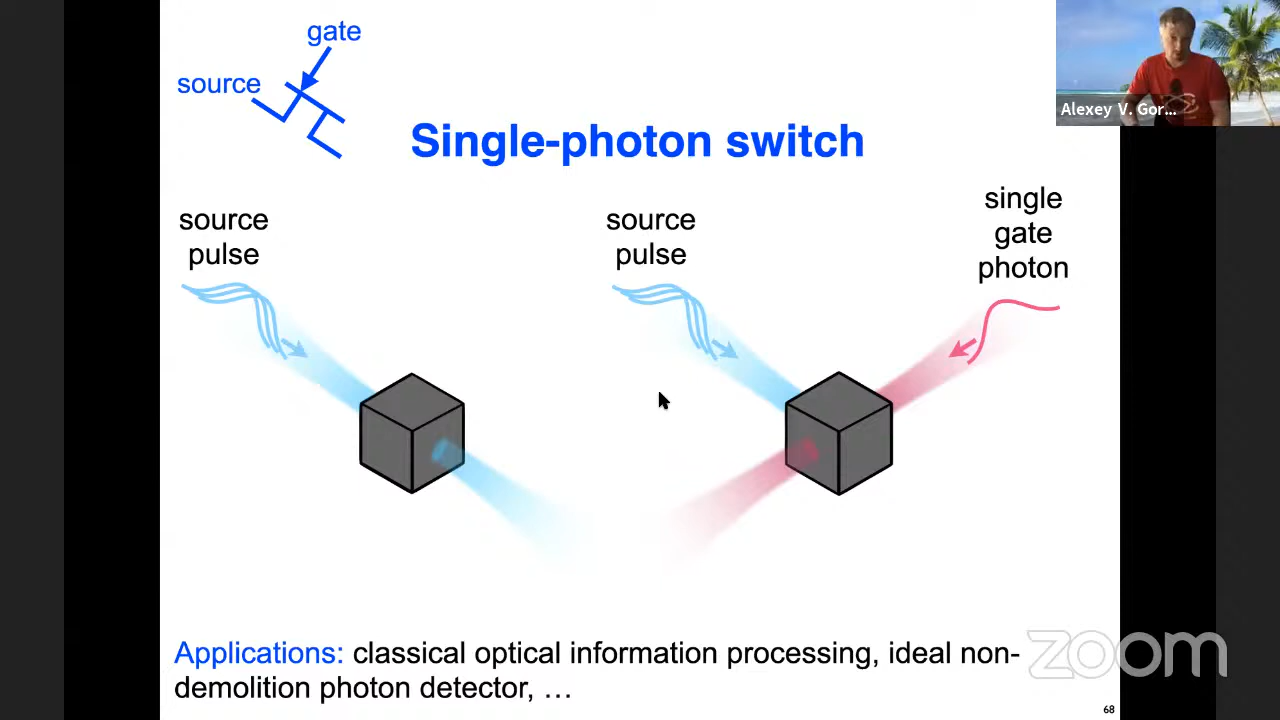 gate
source
Single-photon switch
source
pulse
source
pulse
single
gate
photon
Applications: classical optical information processing, ideal non-
demolition photon detector, …
68
Alexey V. Gor...
zoom